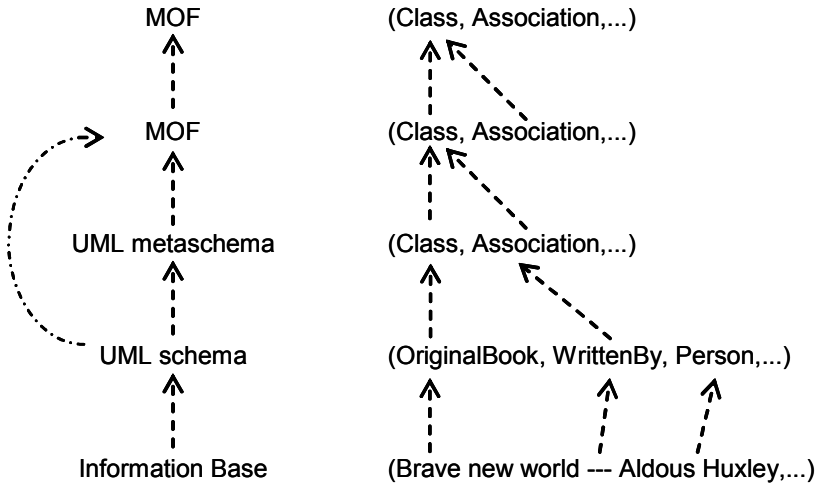 MOF (Class, Association,...)
MOF (Class, Association,...)
UML metaschema (Class, Association,...)
UML schema (OriginalBook, WrittenBy, Person,...)
Information Base (Brave new world --- Aldous Huxley,...)